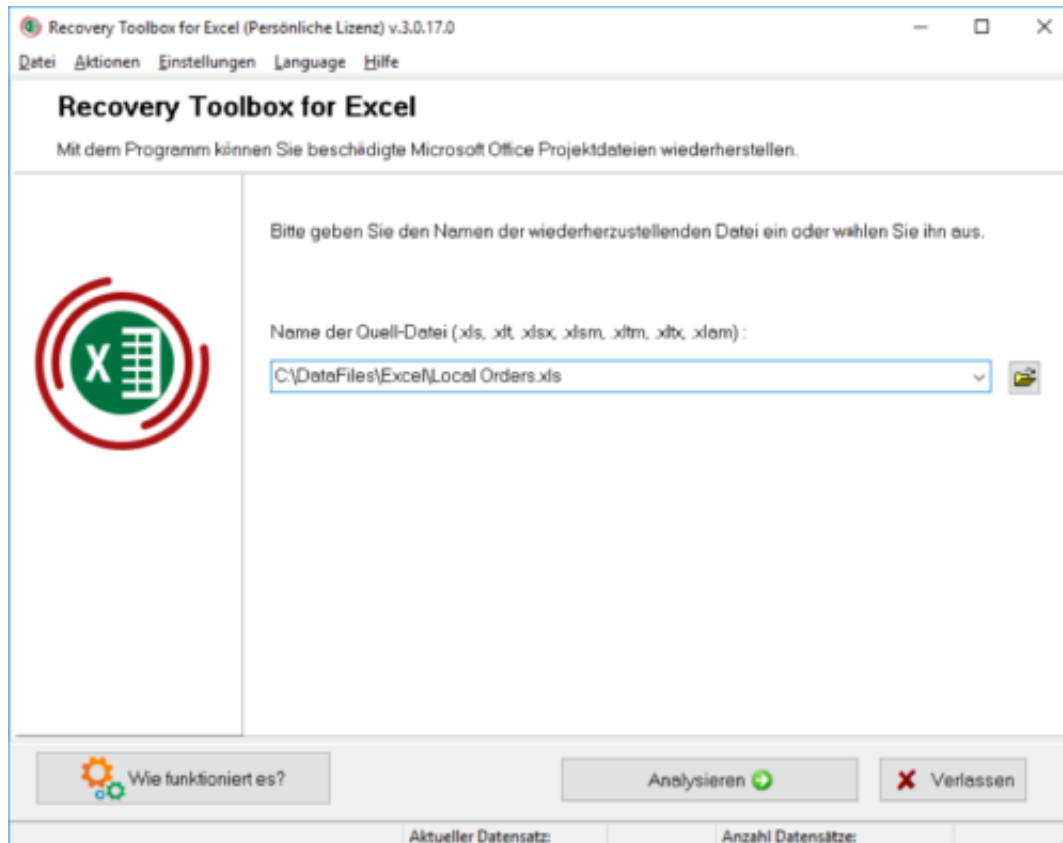 Recovery Toolbox for Excel (Persönliche Lizenz) v.3.0.17.0
Datei Aktionen Einstellungen Language Hilfe
Recovery Toolbox for Excel
Mit dem Programm können Sie beschädigte Microsoft Office Projektdateien wiederherstellen.
Bitte geben Sie den Namen der wiederherzustellenden Datei ein oder wählen Sie ihn aus.
Name der Quell-Datei (.xls, .xlt, .xlsx, .xlsm, .xltm, .xltx, .xlam) :
C:\DataFiles\Excel\Local Orders.xls
Wie funktioniert es?
Analysieren
Verlassen
Aktueller Datensatz:
Anzahl Datensätze: